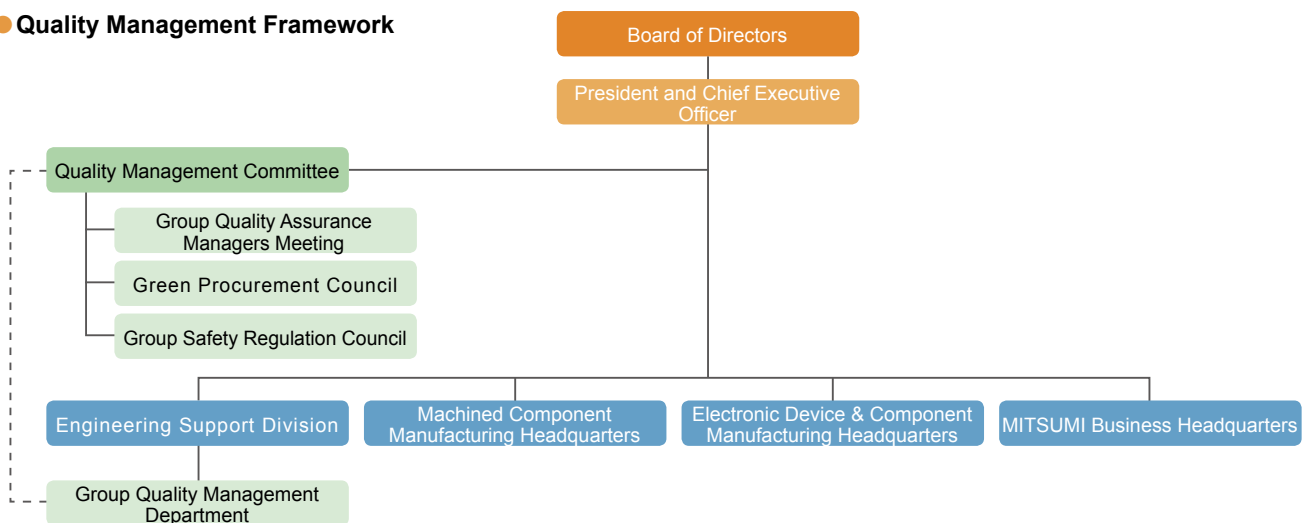 Quality Management Framework
Board of Directors
President and Chief Executive
Officer
Quality Management Committee
Group Quality Assurance
Managers Meeting
Green Procurement Council
Group Safety Regulation Council
Engineering Support Division
Machined Component
Manufacturing Headquarters
Electronic Device & Component
Manufacturing Headquarters
MITSUMI Business Headquarters
Group Quality Management
Department